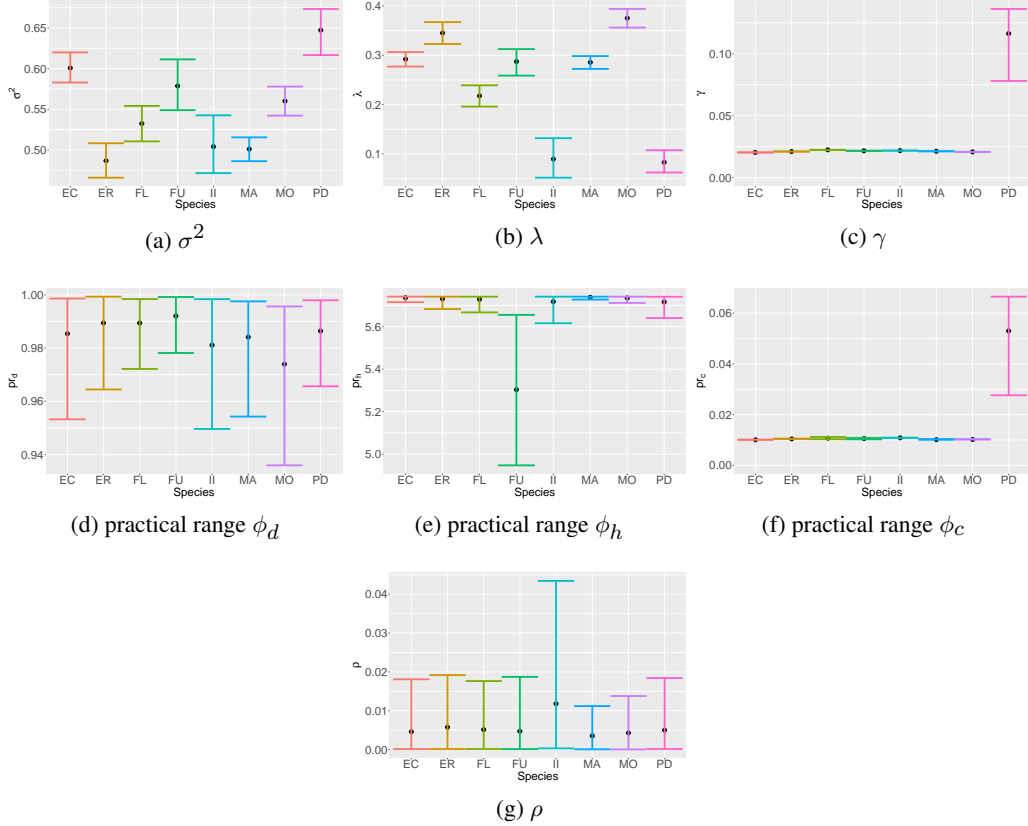 0.65
0.60
0.55
0.50
σ²
EC ER FL FU II MA MO PD
Species
(a) σ²
0.4
0.3
0.2
0.1
λ
EC ER FL FU II MA MO PD
Species
(b) λ
0.10
0.05
0.00
γ
EC ER FL FU II MA MO PD
Species
(c) γ
1.00
0.98
0.96
0.94
pr_d
EC ER FL FU II MA MO PD
Species
(d) practical range ϕ_d
5.6
5.4
5.2
5.0
pr_h
EC ER FL FU II MA MO PD
Species
(e) practical range ϕ_h
0.06
0.04
0.02
0.00
pr_c
EC ER FL FU II MA MO PD
Species
(f) practical range ϕ_c
0.04
0.03
0.02
0.01
0.00
ρ
EC ER FL FU II MA MO PD
Species
(g) ρ